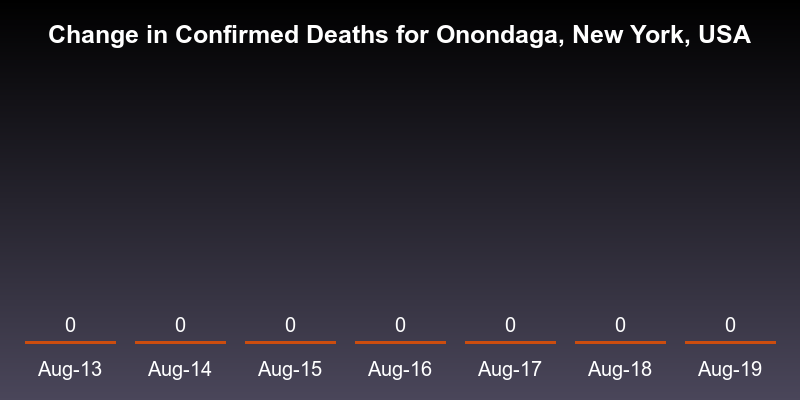 Change in Confirmed Deaths for Onondaga, New York, USA
0 0 0 0 0 0 0
Aug-13 Aug-14 Aug-15 Aug-16 Aug-17 Aug-18 Aug-19